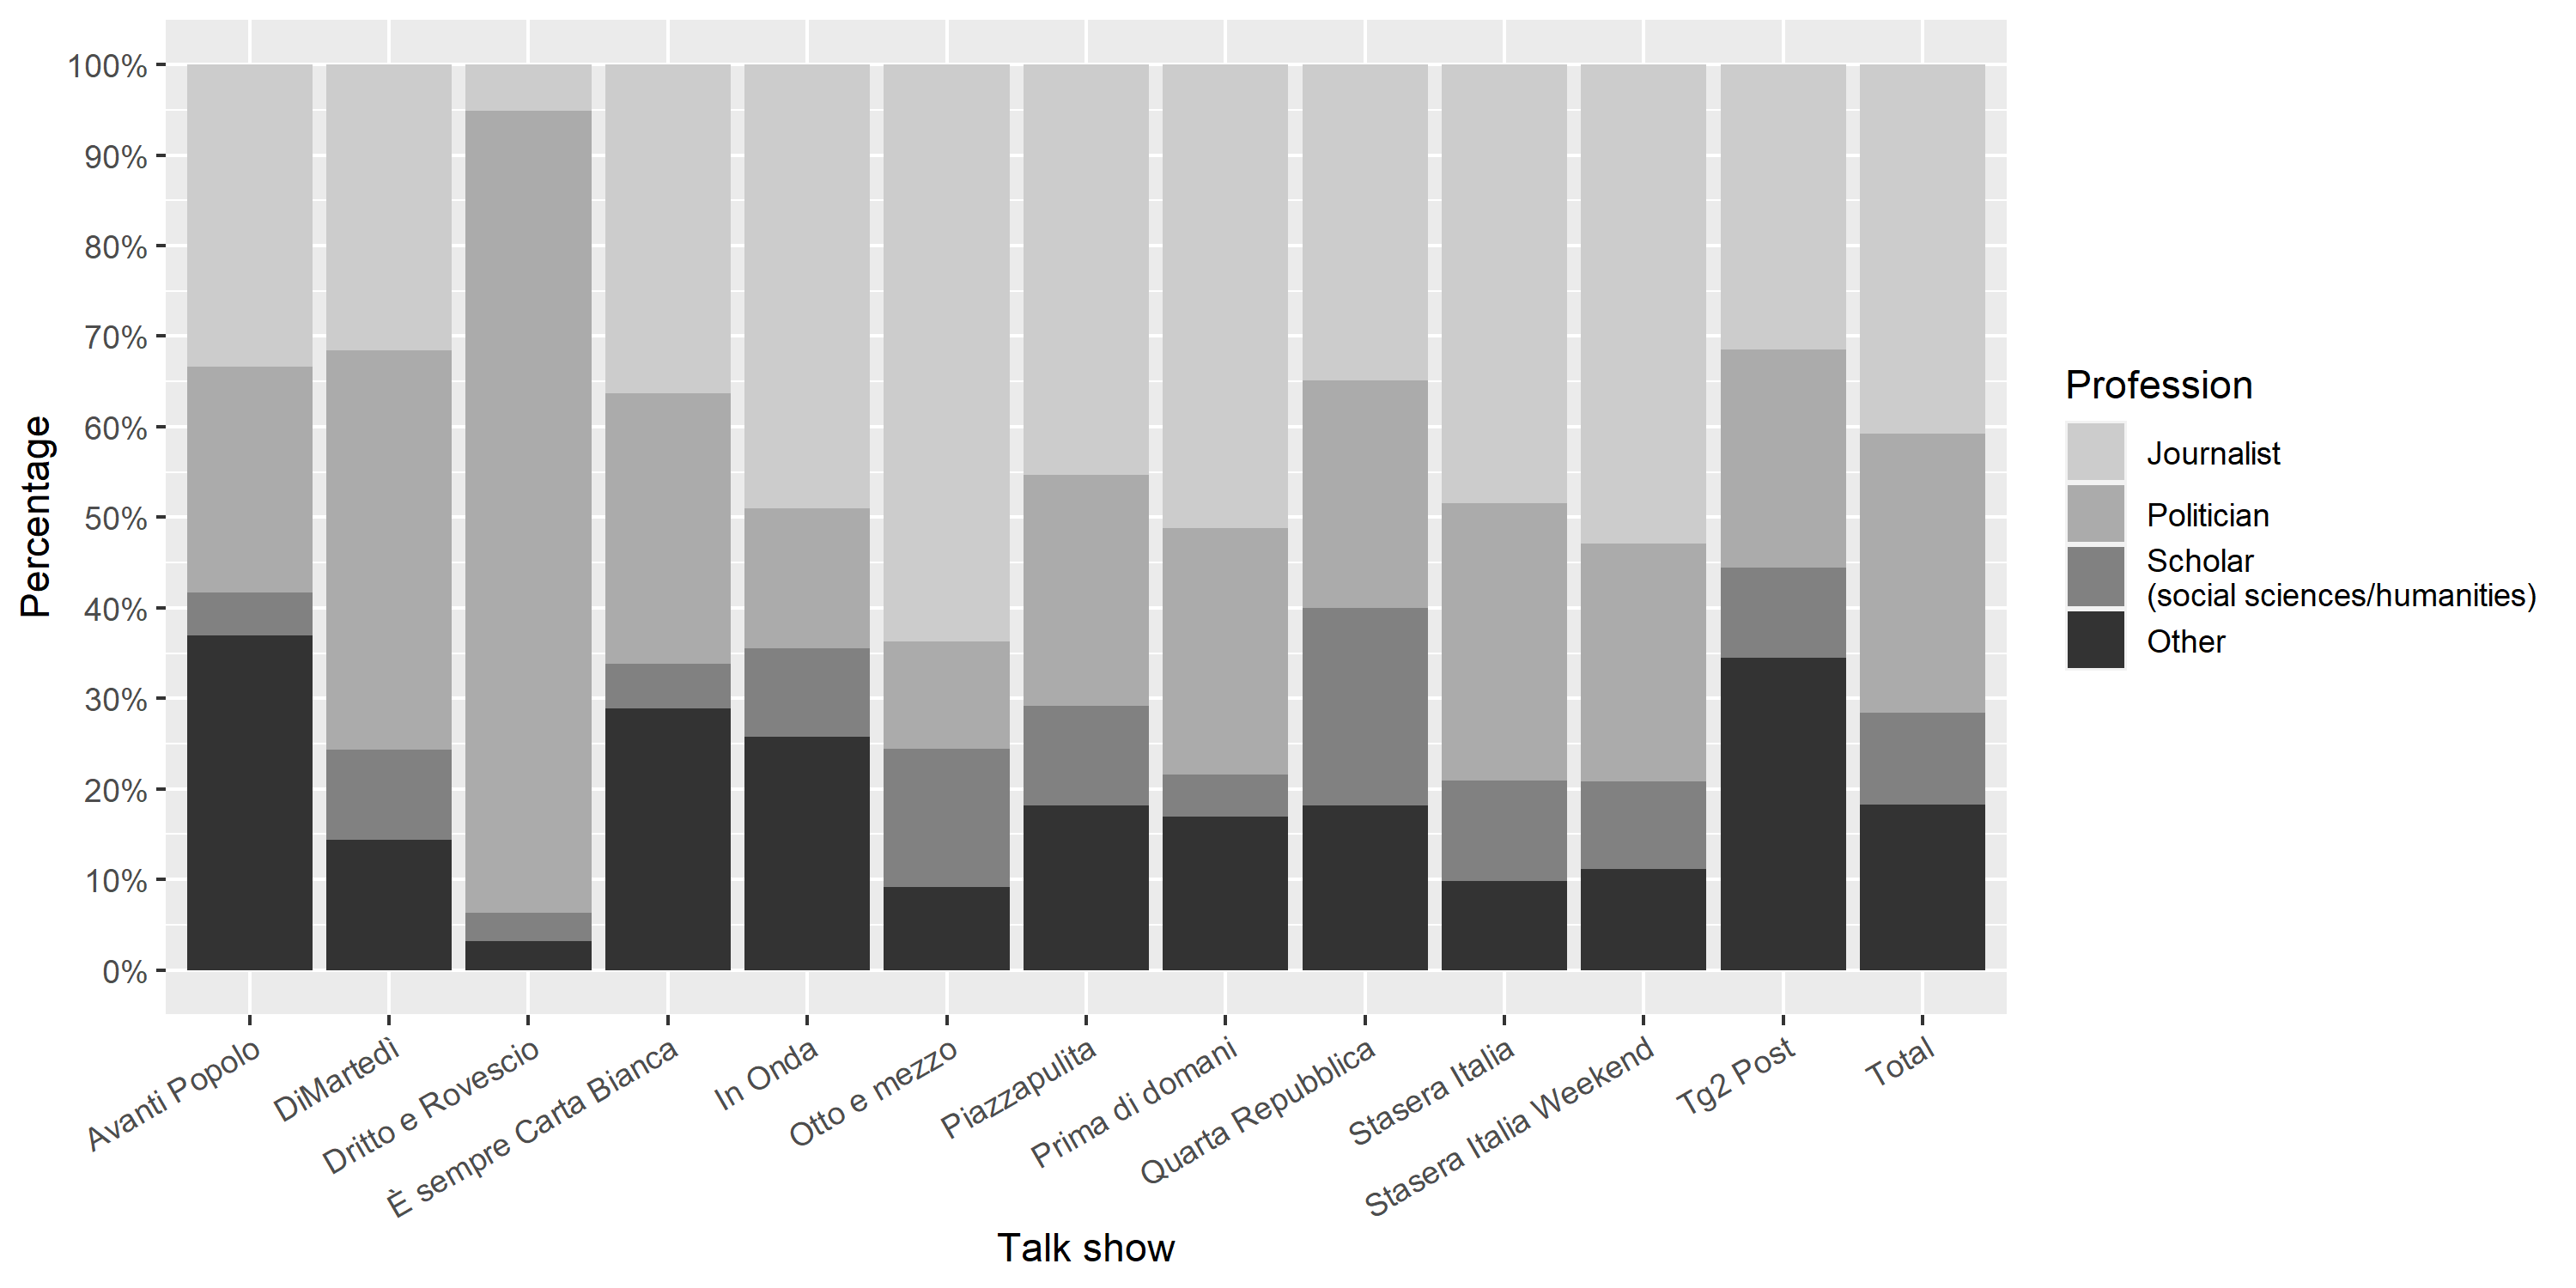 Percentage
100%
90%
80%
70%
60%
50%
40%
30%
20%
10%
0%
Avanti Popolo
DiMartedì
Dritto e Rovescio
È sempre Carta Bianca
In Onda
Otto e mezzo
Piazzapulita
Prima di domani
Quarta Repubblica
Stasera Italia
Stasera Italia Weekend
Tg2 Post
Total
Talk show
Profession
Journalist
Politician
Scholar
(social sciences/humanities)
Other